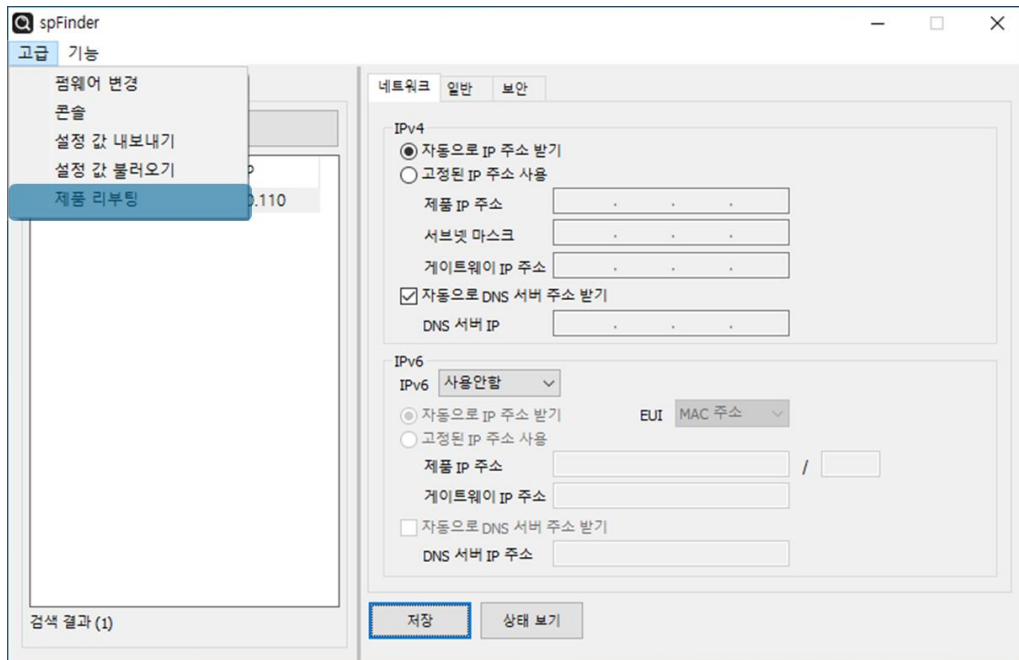 spFinder
고급 기능
펌웨어 변경
콘솔
설정 값 내보내기
설정 값 불러오기
제품 리부팅
.110
검색 결과 (1)
네트워크 일반 보안
IPv4
자동으로 IP 주소 받기
고정된 IP 주소 사용
제품 IP 주소 . . .
서브넷 마스크 . . .
게이트웨이 IP 주소 . . .
자동으로 DNS 서버 주소 받기
DNS 서버 IP . . .
IPv6
IPv6 사용안함
자동으로 IP 주소 받기 EUI MAC 주소
고정된 IP 주소 사용
제품 IP 주소 /
게이트웨이 IP 주소
자동으로 DNS 서버 주소 받기
DNS 서버 IP 주소
저장 상태 보기